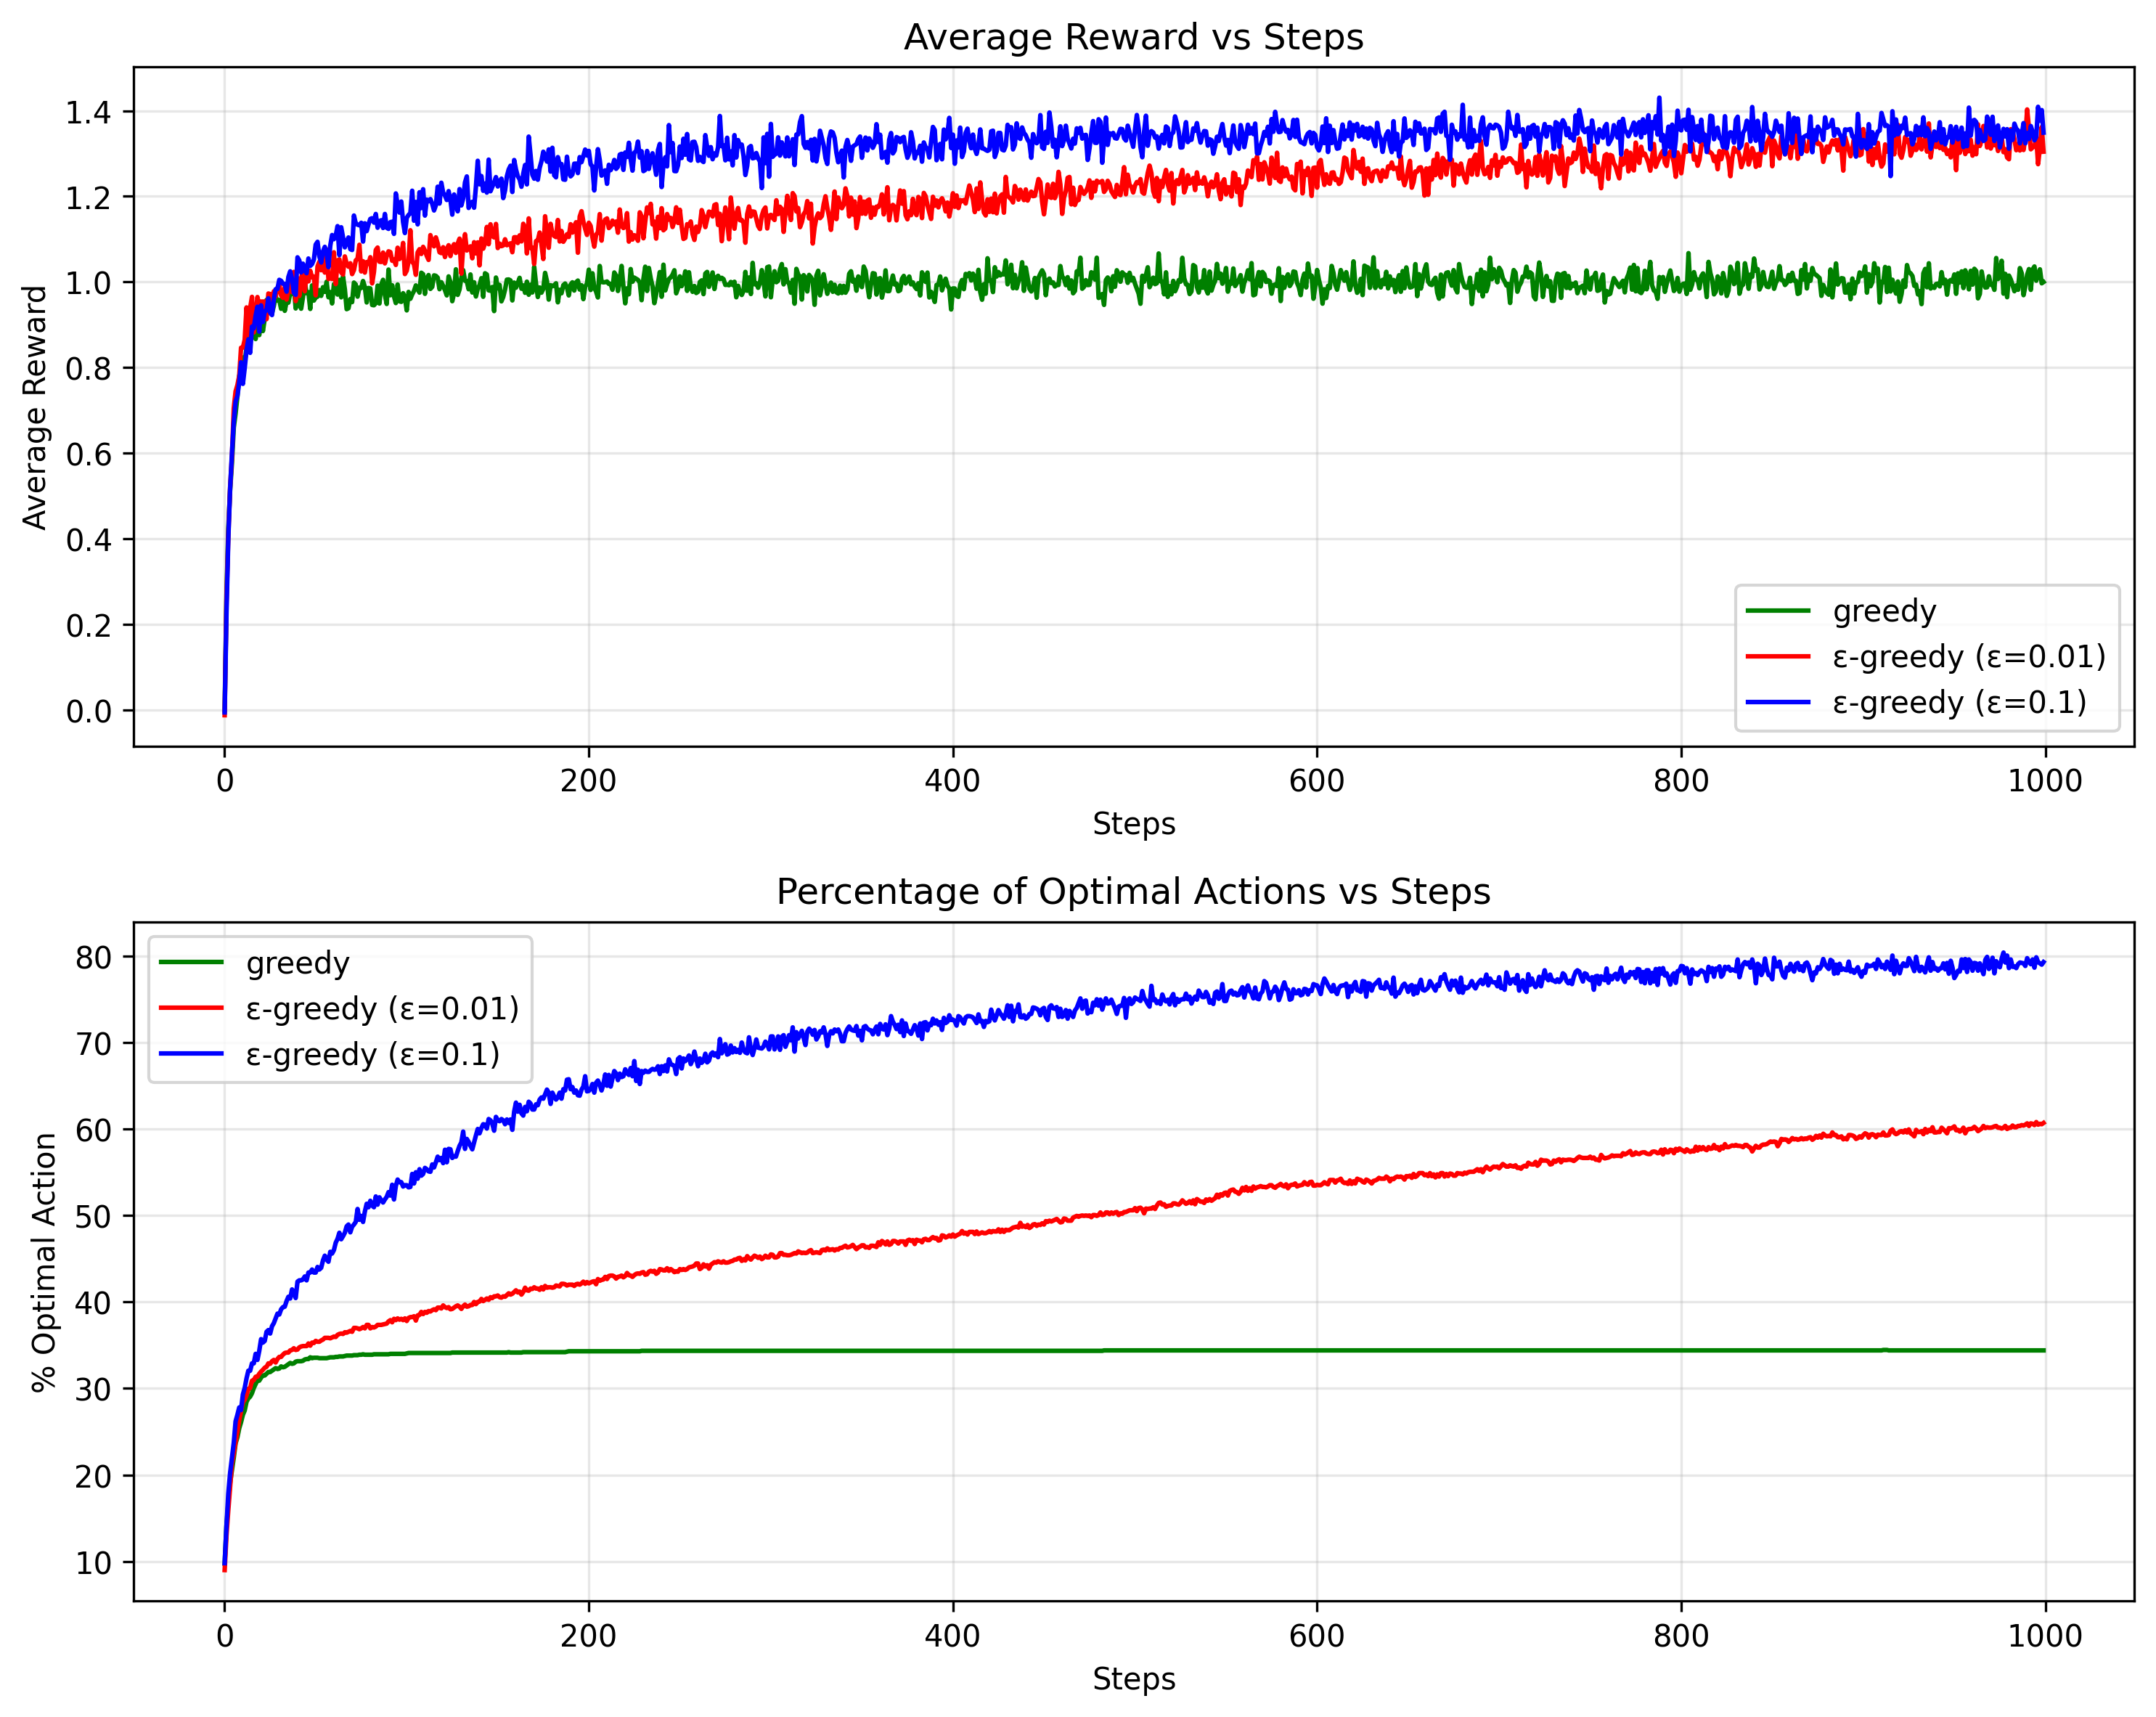 Average Reward vs Steps
Average Reward
1.4
1.2
1.0
0.8
0.6
0.4
0.2
0.0
greedy
ε-greedy (ε=0.01)
ε-greedy (ε=0.1)
0 200 400 600 800 1000
Steps
Percentage of Optimal Actions vs Steps
% Optimal Action
80
70
60
50
40
30
20
10
greedy
ε-greedy (ε=0.01)
ε-greedy (ε=0.1)
0 200 400 600 800 1000
Steps